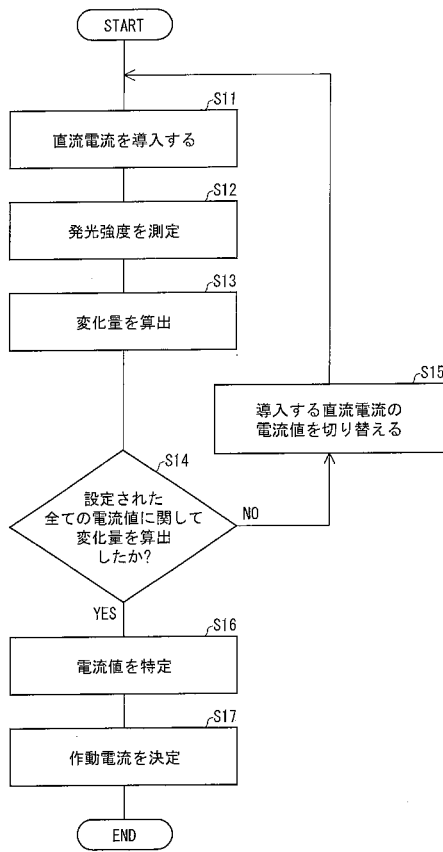 START
S11
直流電流を導入する
S12
発光強度を測定
S13
変化量を算出
S15
導入する直流電流の
電流値を切り替える
S14
設定された
全ての電流値に関して
変化量を算出
したか?
NO
YES
S16
電流値を特定
S17
作動電流を決定
END